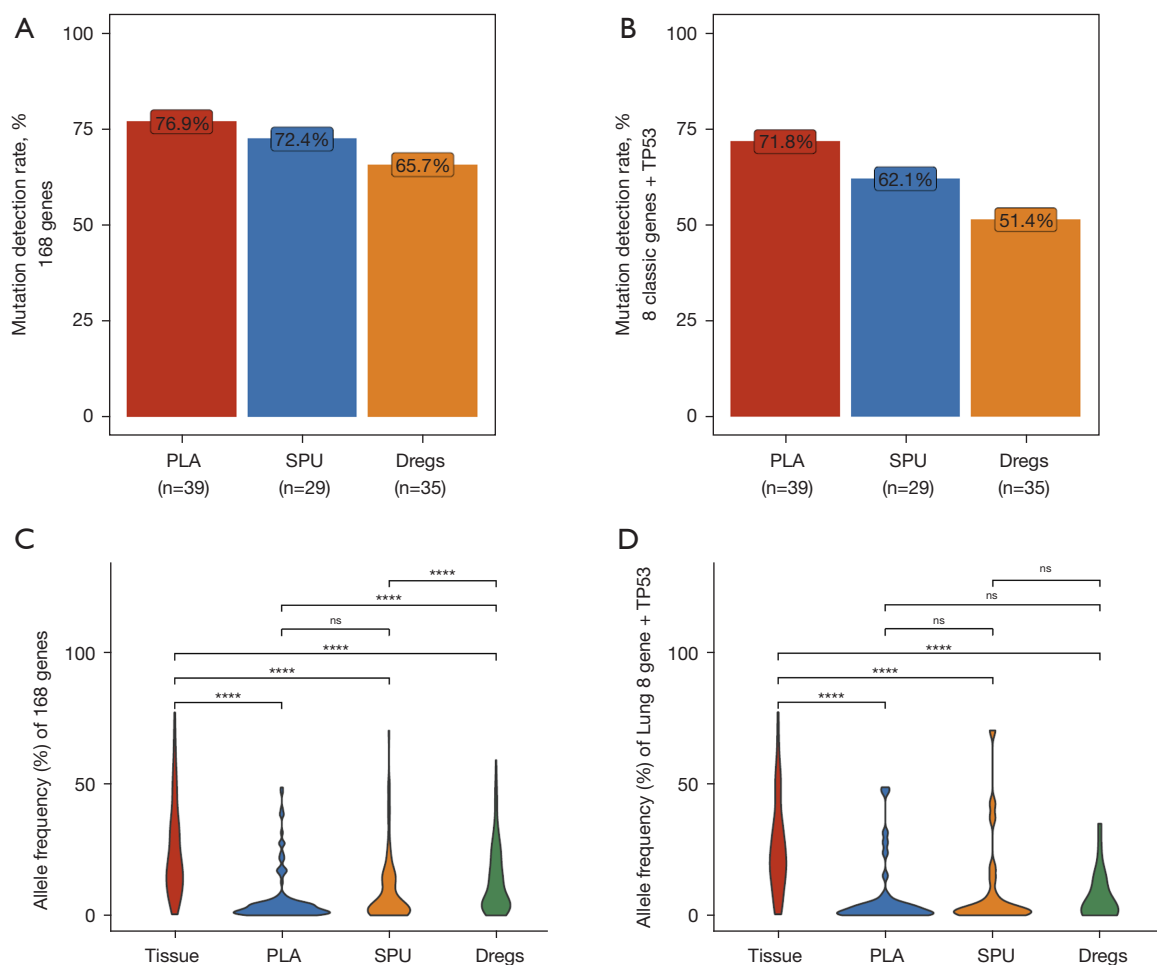 A
Mutation detection rate, %
168 genes
100
75
50
25
0
76.9%
72.4%
65.7%
PLA
(n=39)
SPU
(n=29)
Dregs
(n=35)
B
Mutation detection rate, %
8 classic genes + TP53
100
75
50
25
0
71.8%
62.1%
51.4%
PLA
(n=39)
SPU
(n=29)
Dregs
(n=35)
C
Allele frequency (%) of 168 genes
100
50
0
****
****
ns
****
****
****
Tissue
PLA
SPU
Dregs
D
Allele frequency (%) of Lung 8 gene + TP53
100
50
0
ns
ns
ns
****
****
****
Tissue
PLA
SPU
Dregs